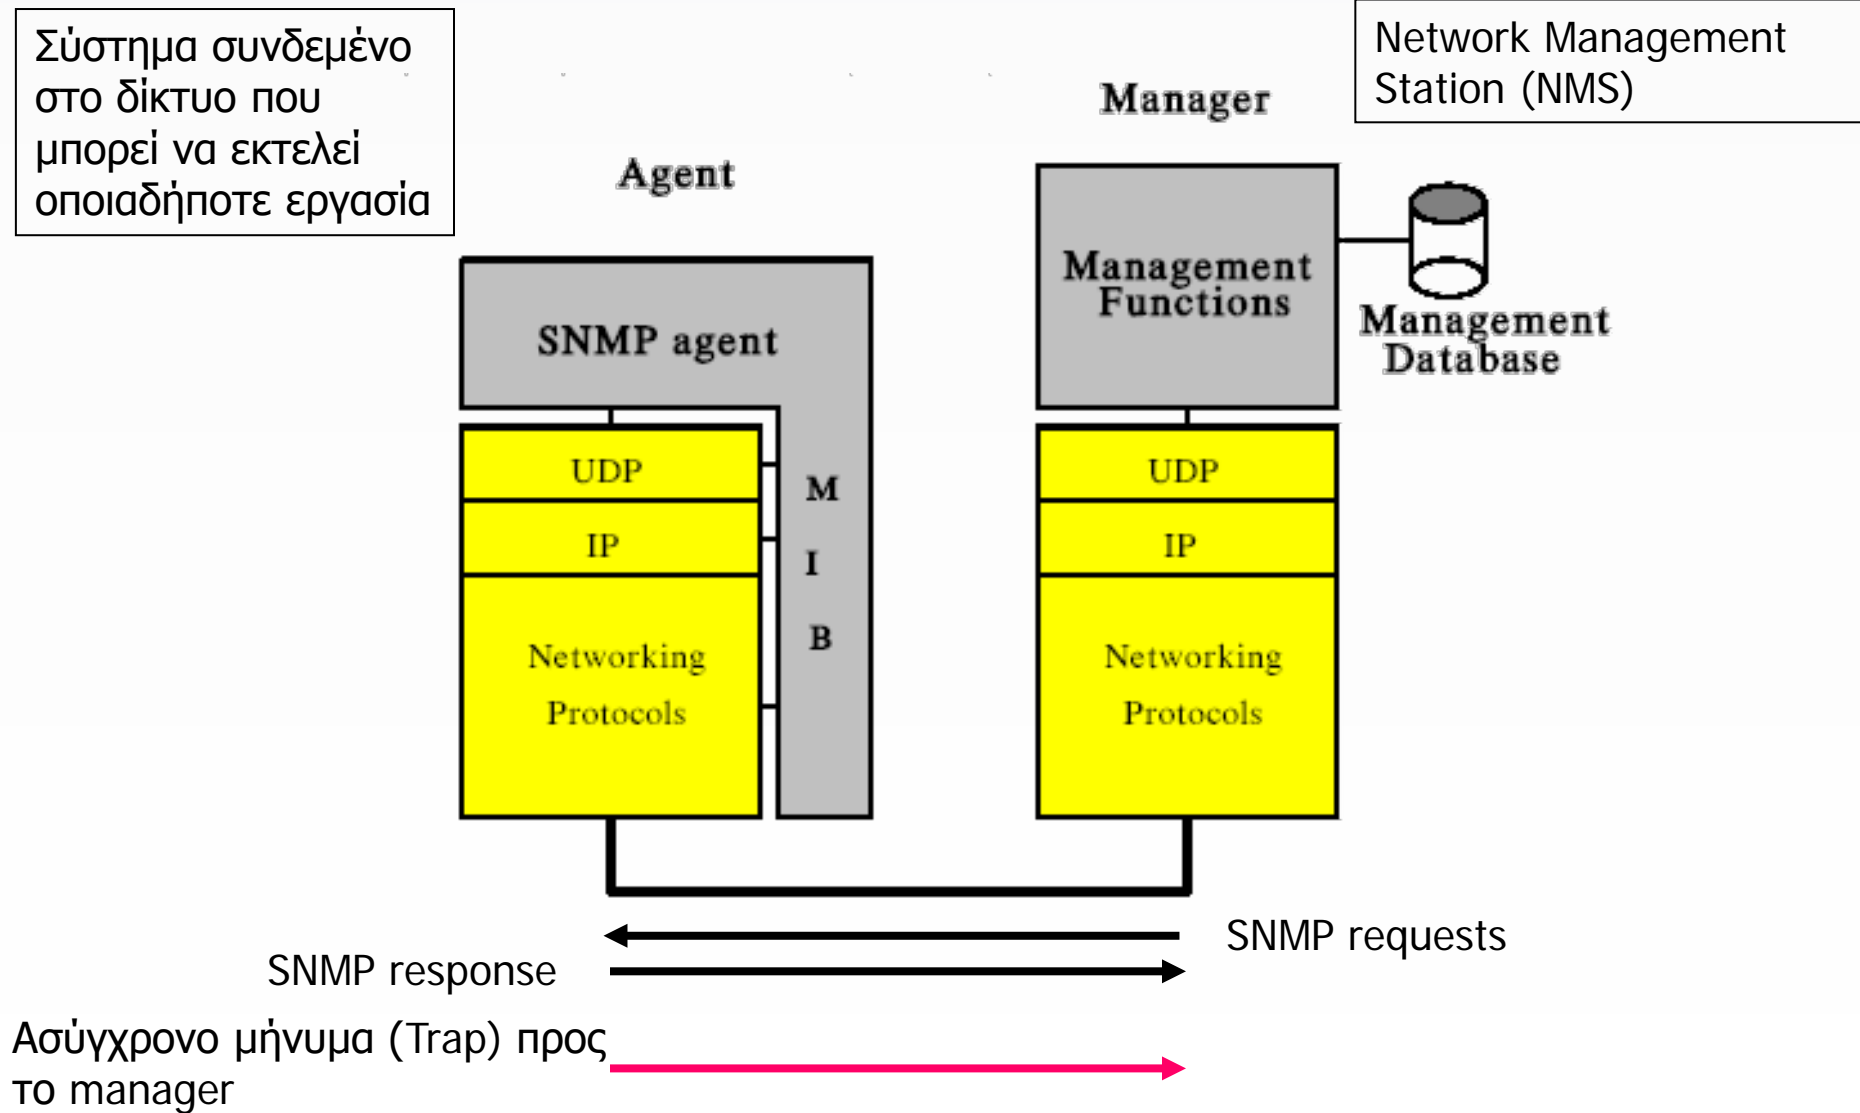 Σύστημα συνδεμένο
στο δίκτυο που
μπορεί να εκτελεί
οποιαδήποτε εργασία
Network Management
Station (NMS)
Manager
Agent
Management
Functions
Management
Database
SNMP agent
UDP
IP
Networking
Protocols
M
I
B
UDP
IP
Networking
Protocols
SNMP requests
SNMP response
Ασύγχρονο μήνυμα (Trap) προς
το manager